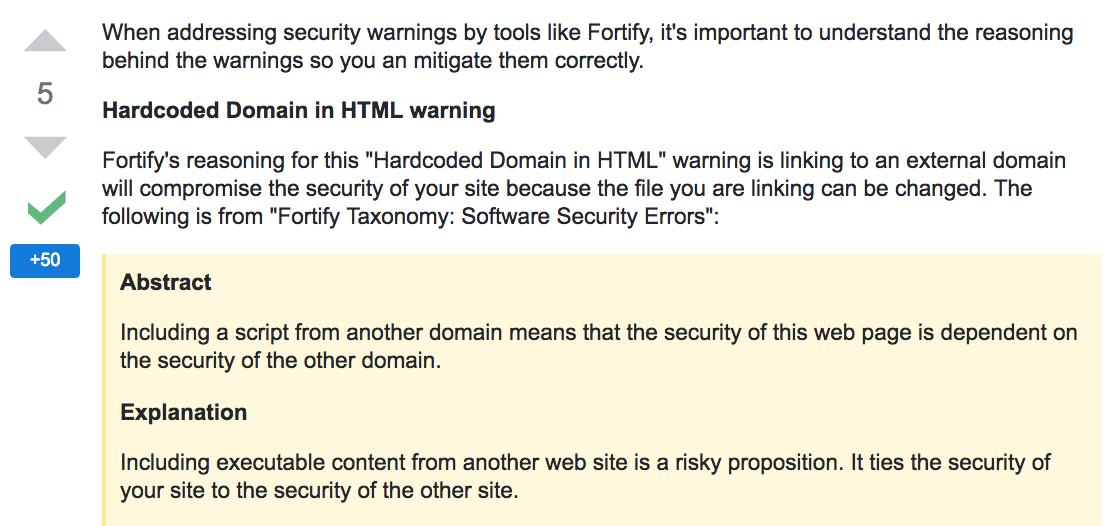 When addressing security warnings by tools like Fortify, it's important to understand the reasoning
behind the warnings so you an mitigate them correctly.
5
Hardcoded Domain in HTML warning
Fortify's reasoning for this "Hardcoded Domain in HTML" warning is linking to an external domain
will compromise the security of your site because the file you are linking can be changed. The
following is from "Fortify Taxonomy: Software Security Errors":
+50
Abstract
Including a script from another domain means that the security of this web page is dependent on
the security of the other domain.
Explanation
Including executable content from another web site is a risky proposition. It ties the security of
your site to the security of the other site.